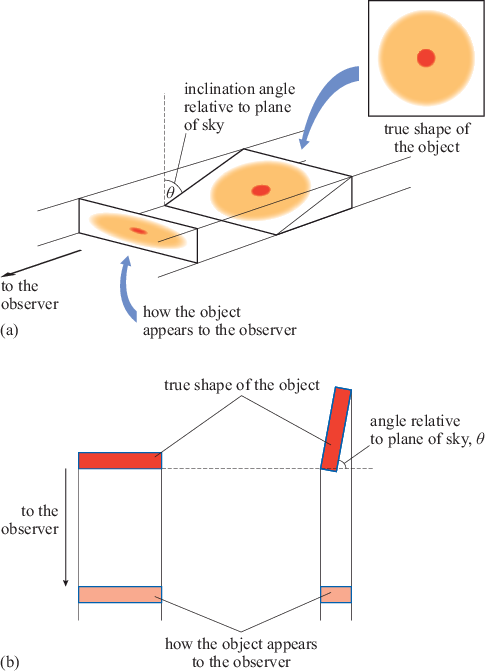 inclination angle
relative to plane
of sky
true shape of
the object
θ
to the
observer
how the object
appears to the observer
(a)
true shape of the object
angle relative
to plane of sky, θ
to the
observer
how the object appears
to the observer
(b)